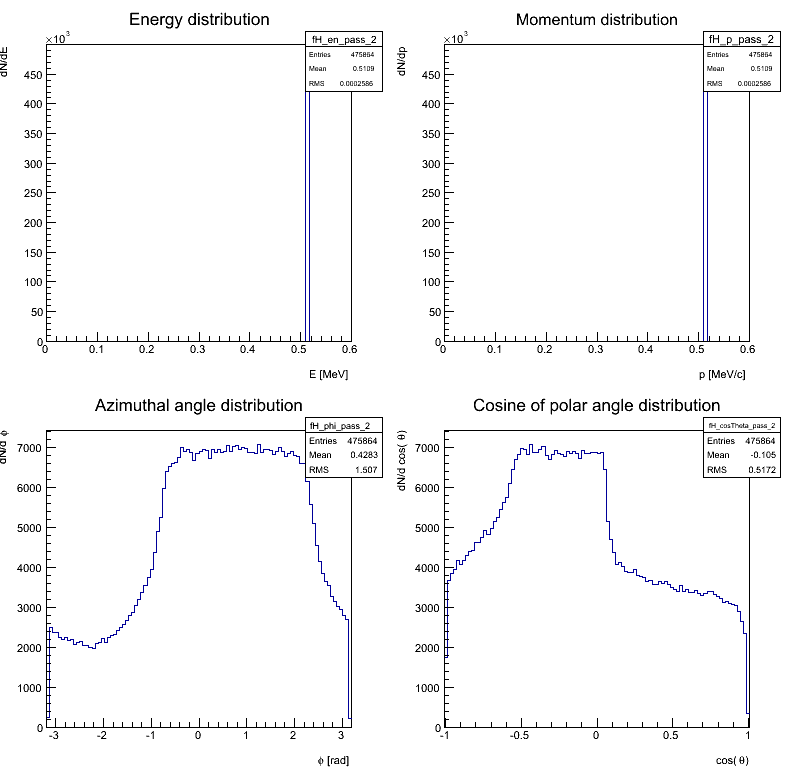 Energy distribution
×10³
dN/dE
fH_en_pass_2
Entries 475864
Mean 0.5109
RMS 0.0002586
450
400
350
300
250
200
150
100
50
0
0 0.1 0.2 0.3 0.4 0.5 0.6
E [MeV]
Momentum distribution
×10³
dN/dp
fH_p_pass_2
Entries 475864
Mean 0.5109
RMS 0.0002586
450
400
350
300
250
200
150
100
50
0
0 0.1 0.2 0.3 0.4 0.5 0.6
p [MeV/c]
Azimuthal angle distribution
dN/d ϕ
fH_phi_pass_2
Entries 475864
Mean 0.4283
RMS 1.507
7000
6000
5000
4000
3000
2000
1000
0
-3 -2 -1 0 1 2 3
ϕ [rad]
Cosine of polar angle distribution
dN/d cos( θ)
fH_cosTheta_pass_2
Entries 475864
Mean -0.105
RMS 0.5172
7000
6000
5000
4000
3000
2000
1000
0
-1 -0.5 0 0.5 1
cos( θ)